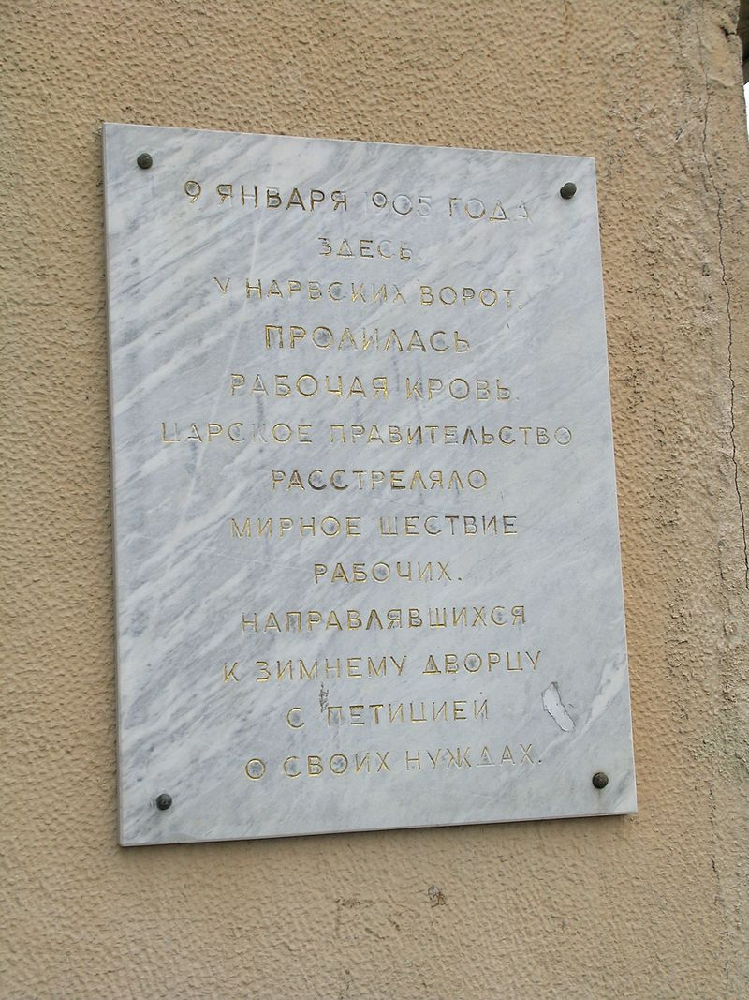 9 ЯНВАРЯ 1905 ГОДА
ЗДЕСЬ,
У НАРВСКИХ ВОРОТ,
ПРОЛИЛАСЬ
РАБОЧАЯ КРОВЬ.
ЦАРСКОЕ ПРАВИТЕЛЬСТВО
РАССТРЕЛЯЛО
МИРНОЕ ШЕСТВИЕ
РАБОЧИХ,
НАПРАВЛЯВШИХСЯ
К ЗИМНЕМУ ДВОРЦУ
С ПЕТИЦИЕЙ
О СВОИХ НУЖДАХ.